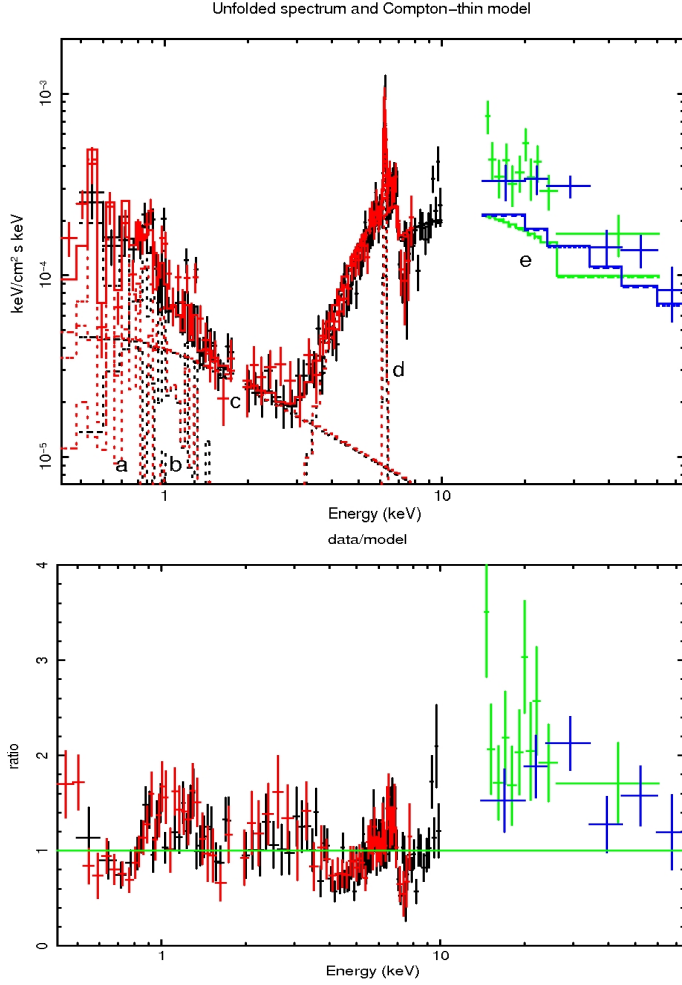 Unfolded spectrum and Compton−thin model
keV/cm² s keV
10⁻³
10⁻⁴
10⁻⁵
a
b
c
d
e
1
10
Energy (keV)
data/model
ratio
4
3
2
1
0
1
10
Energy (keV)